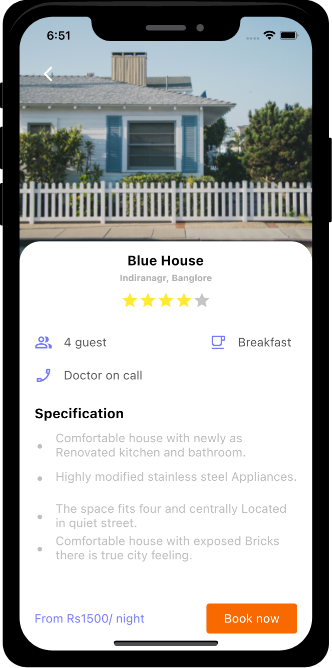 6:51
Blue House
Indiranagr, Banglore
4 guest
Breakfast
Doctor on call
Specification
Comfortable house with newly as
Renovated kitchen and bathroom.
Highly modified stainless steel Appliances.
The space fits four and centrally Located
in quiet street.
Comfortable house with exposed Bricks
there is true city feeling.
From Rs1500/ night
Book now